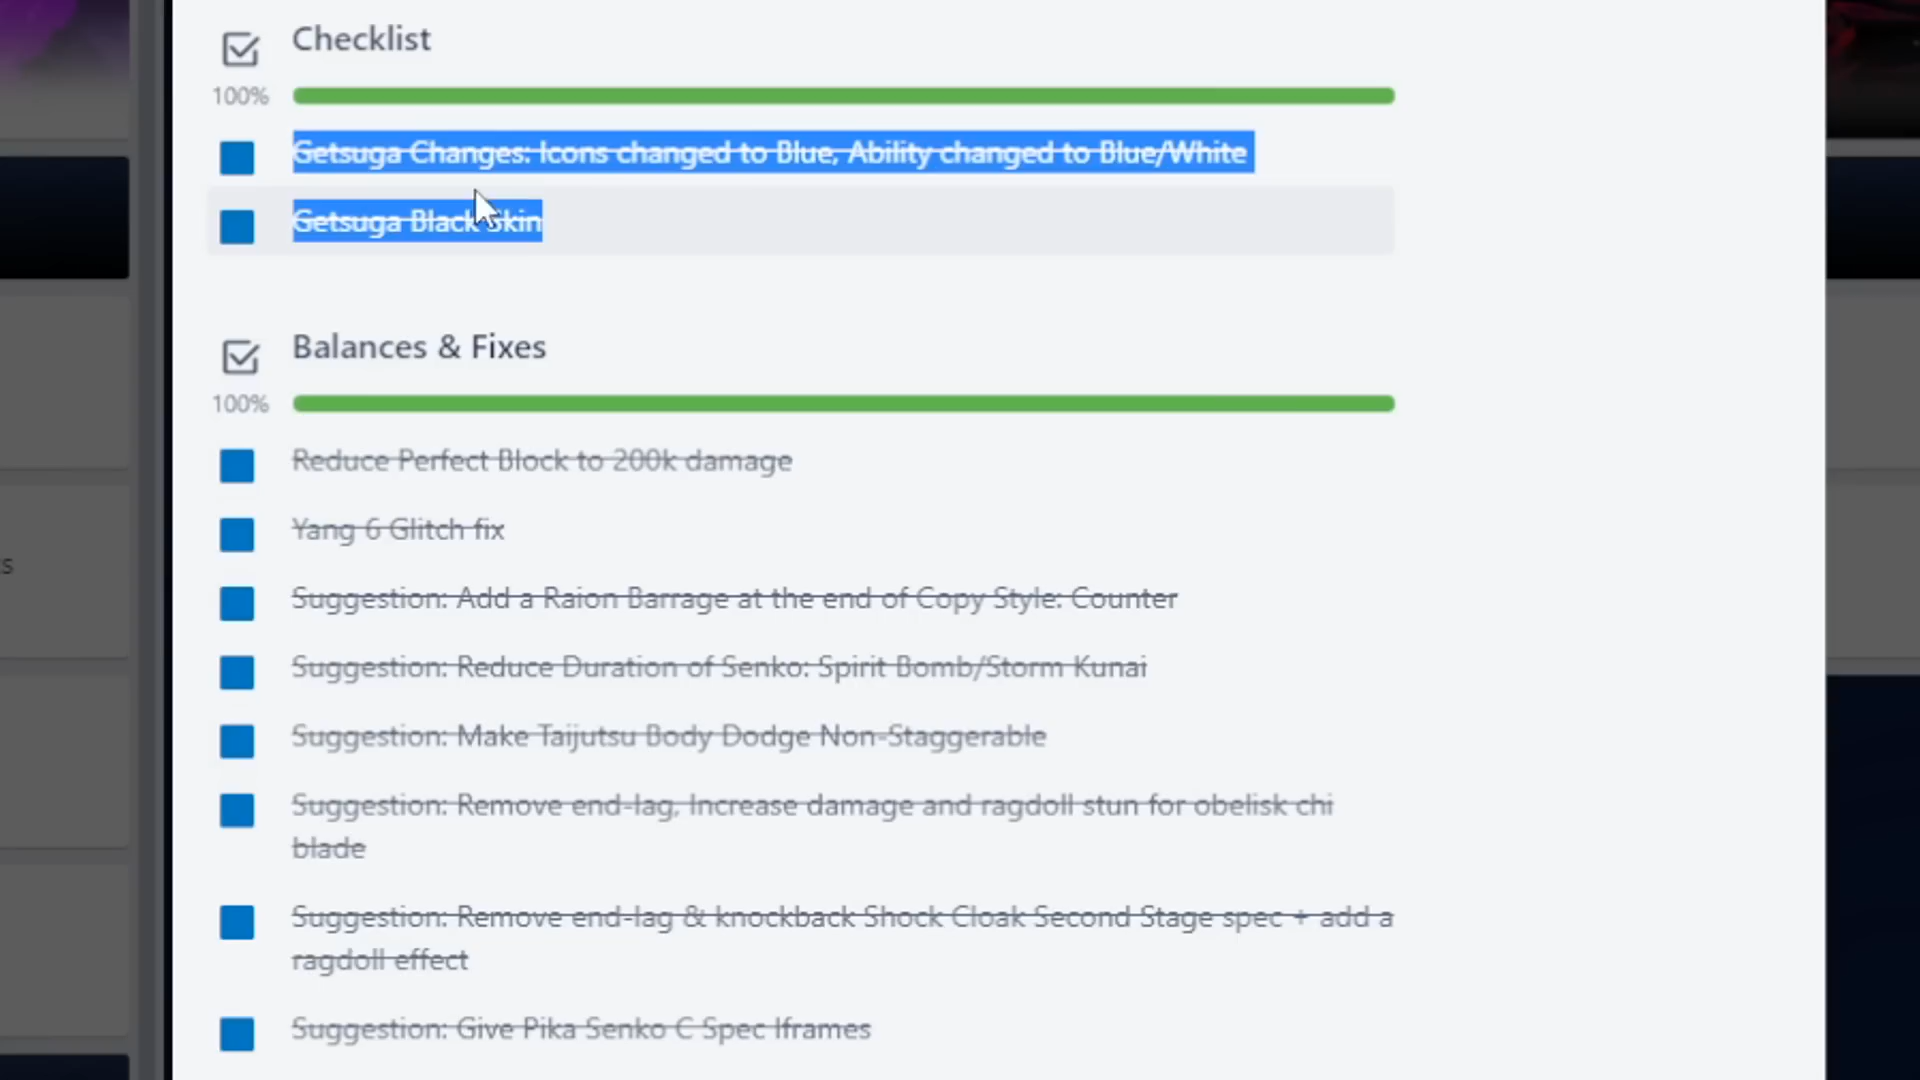 Checklist
100%
Getsuga Changes: Icons changed to Blue, Ability changed to Blue/White
Getsuga Black Skin
Balances & Fixes
100%
Reduce Perfect Block to 200k damage
Yang 6 Glitch fix
Suggestion: Add a Raion Barrage at the end of Copy Style: Counter
Suggestion: Reduce Duration of Senko: Spirit Bomb/Storm Kunai
s
Suggestion: Make Taijutsu Body Dodge Non-Staggerable
Suggestion: Remove end-lag, Increase damage and ragdoll stun for obelisk chi
blade
Suggestion: Remove end-lag & knockback Shock Cloak Second Stage spec + add a
ragdoll effect
Suggestion: Give Pika Senko C Spec Iframes